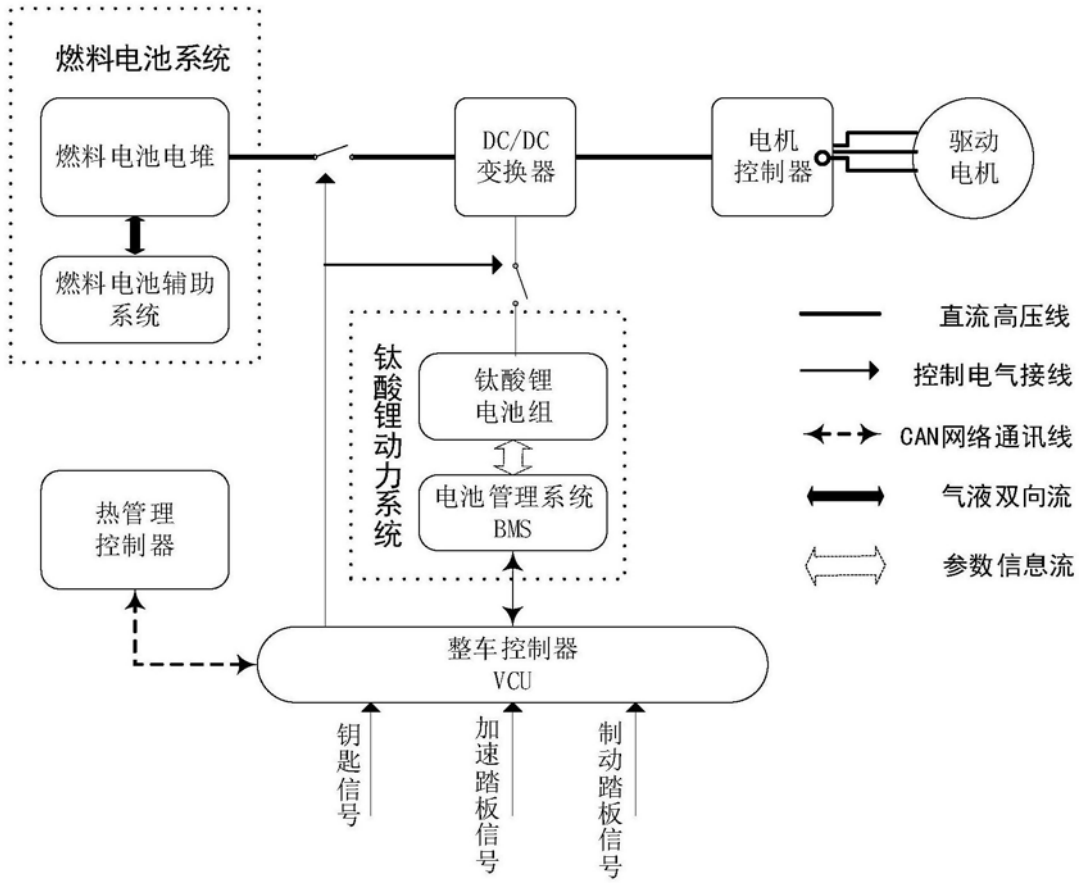 燃料电池系统
燃料电池电堆
燃料电池辅助
系统
DC/DC
变换器
电机
控制器
驱动
电机
钛酸锂动力系统
钛酸锂
电池组
电池管理系统
BMS
热管理
控制器
整车控制器
VCU
钥匙信号
加速踏板信号
制动踏板信号
直流高压线
控制电气接线
CAN网络通讯线
气液双向流
参数信息流